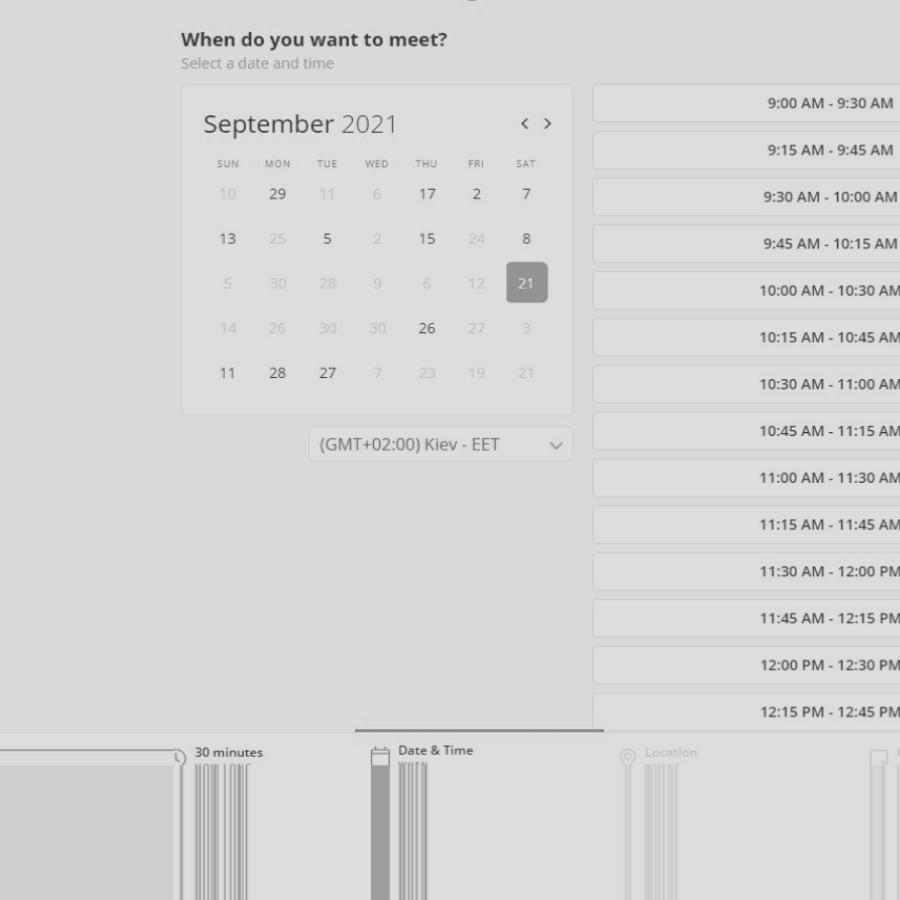 When do you want to meet?
Select a date and time
September 2021
SUN MON TUE WED THU FRI SAT
10 29 11 6 17 2 7
13 25 5 2 15 24 8
5 30 28 9 6 12 21
14 26 30 30 26 27 3
11 28 27 7 23 19 21
(GMT+02:00) Kiev - EET
9:00 AM - 9:30 AM
9:15 AM - 9:45 AM
9:30 AM - 10:00 AM
9:45 AM - 10:15 AM
10:00 AM - 10:30 AM
10:15 AM - 10:45 AM
10:30 AM - 11:00 AM
10:45 AM - 11:15 AM
11:00 AM - 11:30 AM
11:15 AM - 11:45 AM
11:30 AM - 12:00 PM
11:45 AM - 12:15 PM
12:00 PM - 12:30 PM
12:15 PM - 12:45 PM
30 minutes
Date & Time
Location